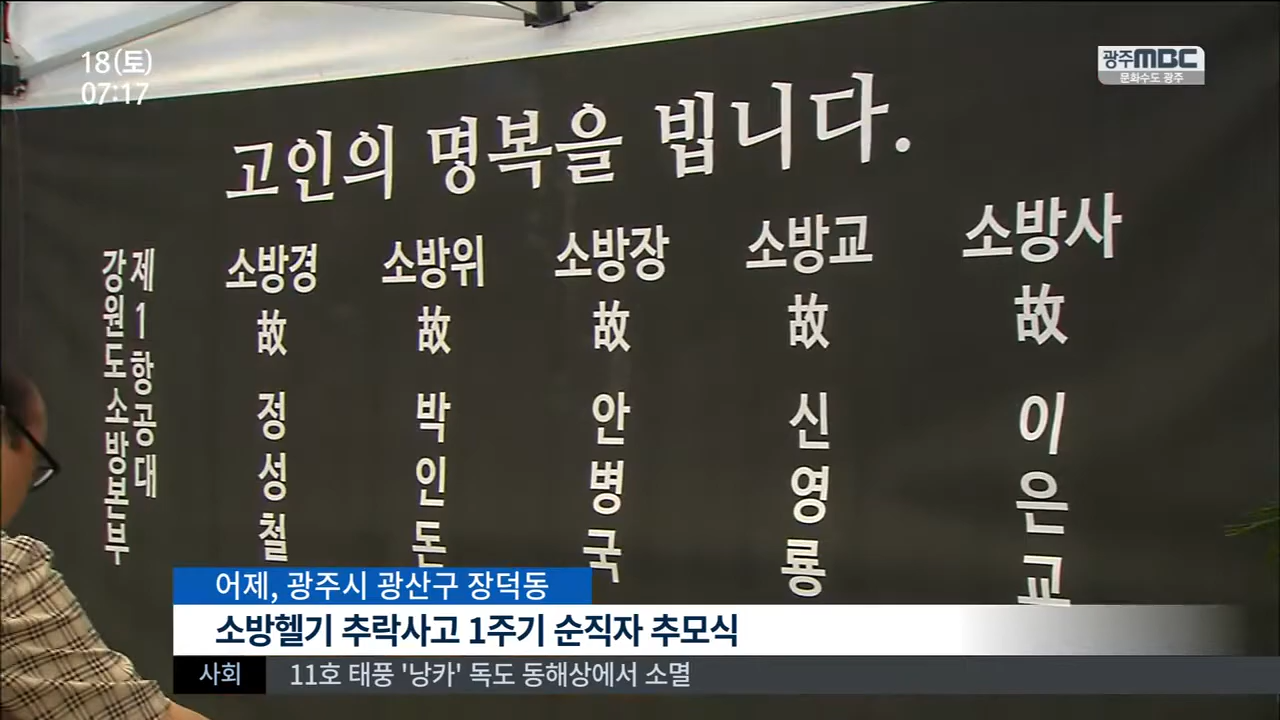 18(토)
07:17
광주MBC
문화수도 광주
고인의 명복을 빕니다.
제1항공대
강원도소방본부
소방경 故 정성철
소방위 故 박인돈
소방장 故 안병국
소방교 故 신영룡
소방사 故 이은교
어제, 광주시 광산구 장덕동
소방헬기 추락사고 1주기 순직자 추모식
사회
11호 태풍 '낭카' 독도 동해상에서 소멸